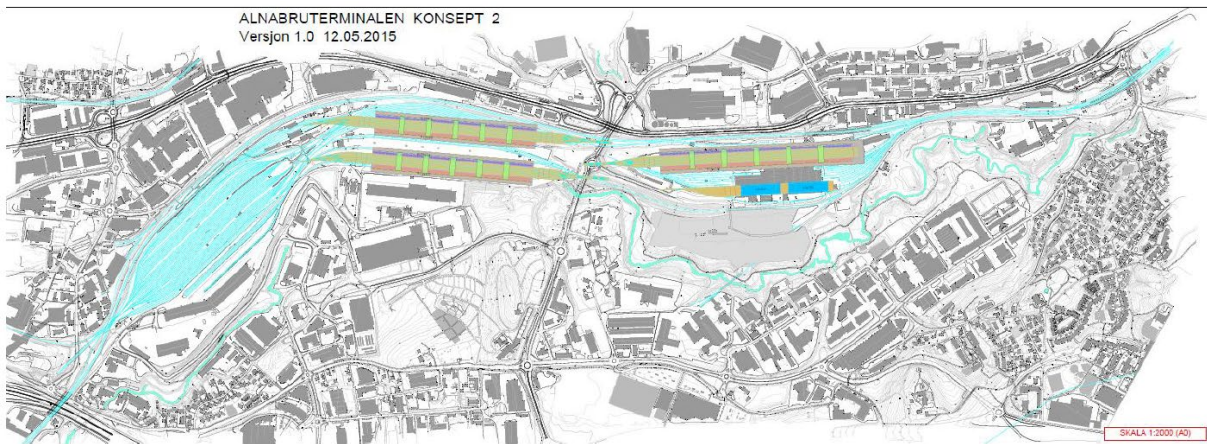 ALNABRUTERMINALEN KONSEPT 2
Versjon 1.0 12.05.2015
SKALA 1:2000 (A0)